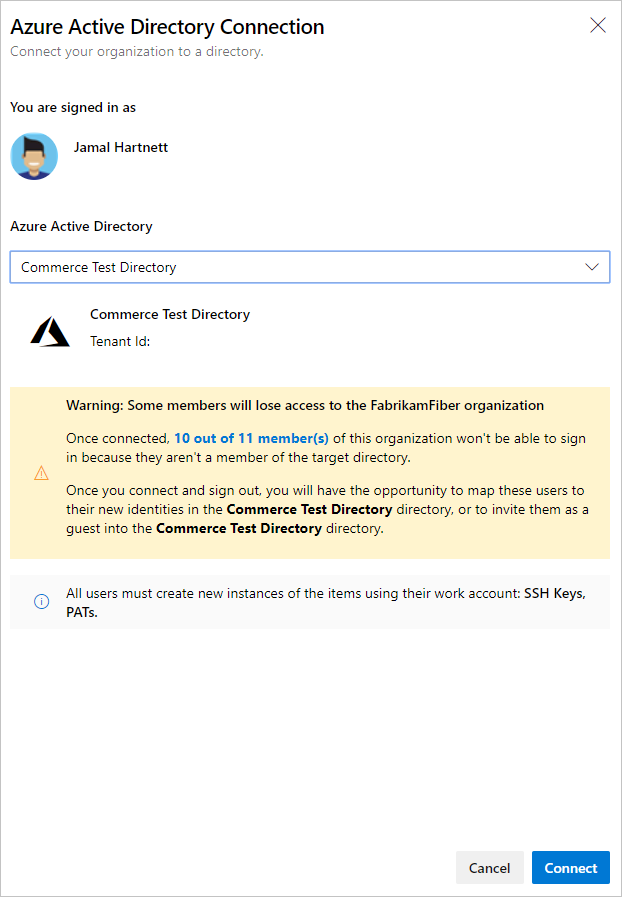 Azure Active Directory Connection
Connect your organization to a directory.
You are signed in as
Jamal Hartnett
Azure Active Directory
Commerce Test Directory
Commerce Test Directory
Tenant Id:
Warning: Some members will lose access to the FabrikamFiber organization
Once connected, 10 out of 11 member(s) of this organization won't be able to sign
in because they aren't a member of the target directory.
Once you connect and sign out, you will have the opportunity to map these users to
their new identities in the Commerce Test Directory directory, or to invite them as a
guest into the Commerce Test Directory directory.
All users must create new instances of the items using their work account: SSH Keys,
PATs.
Cancel
Connect